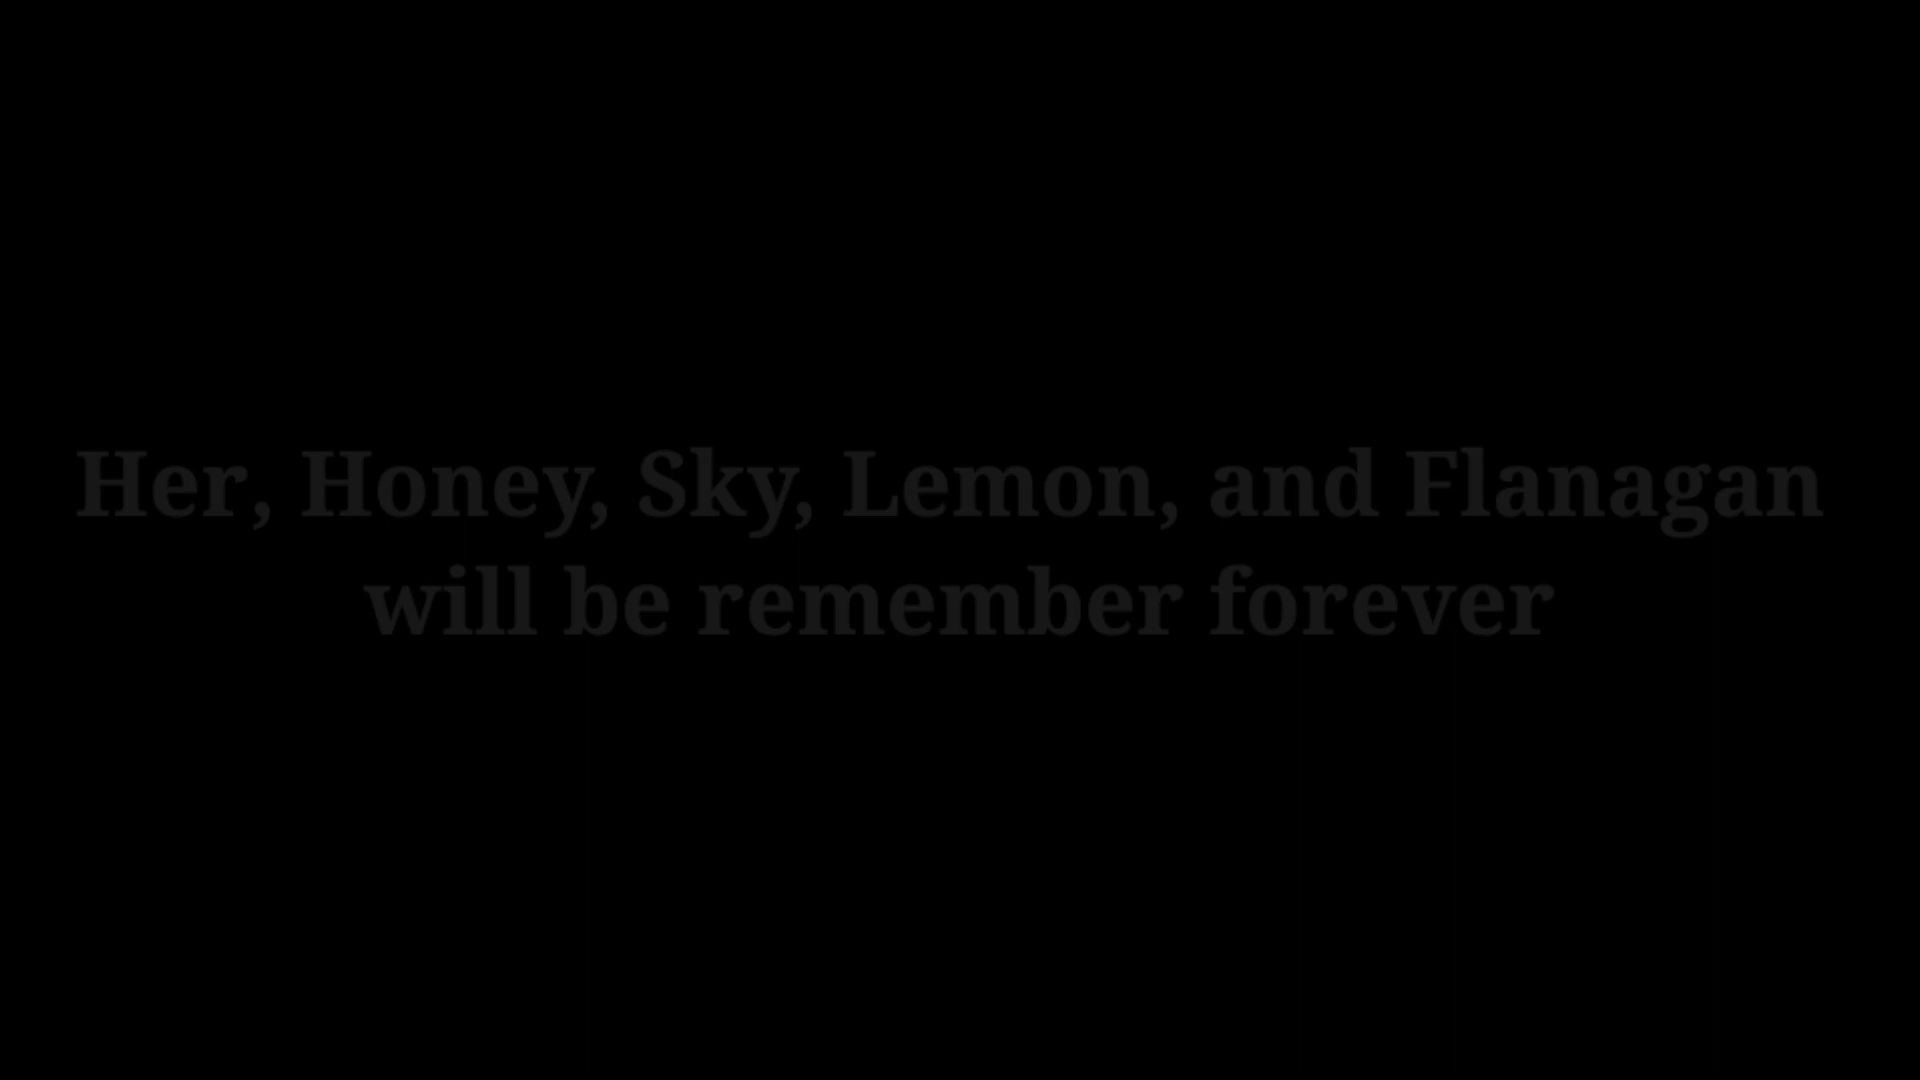 Her, Honey, Sky, Lemon, and Flanagan
will be remember forever